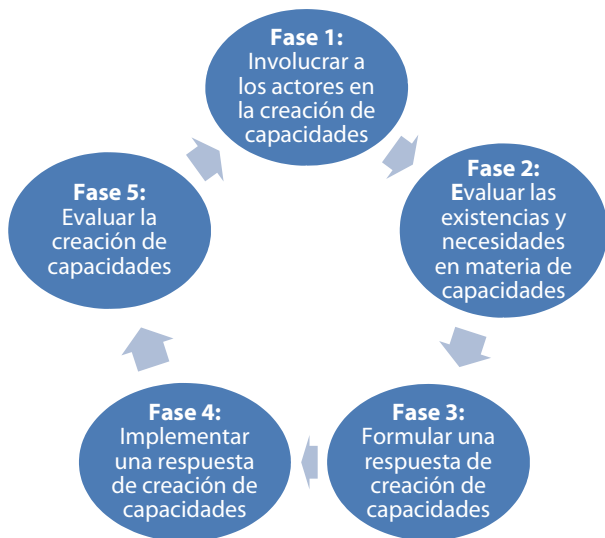 Fase 1:
Involucrar a
los actores en
la creación de
capacidades
Fase 2:
Evaluar las
existencias y
necesidades
en materia de
capacidades
Fase 3:
Formular una
respuesta de
creación de
capacidades
Fase 4:
Implementar
una respuesta
de creación de
capacidades
Fase 5:
Evaluar la
creación de
capacidades